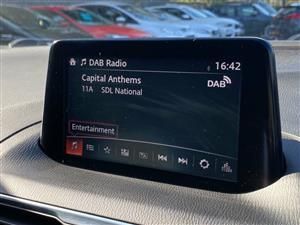 DAB Radio 16:42
Capital Anthems
DAB
11A SDL National
Entertainment